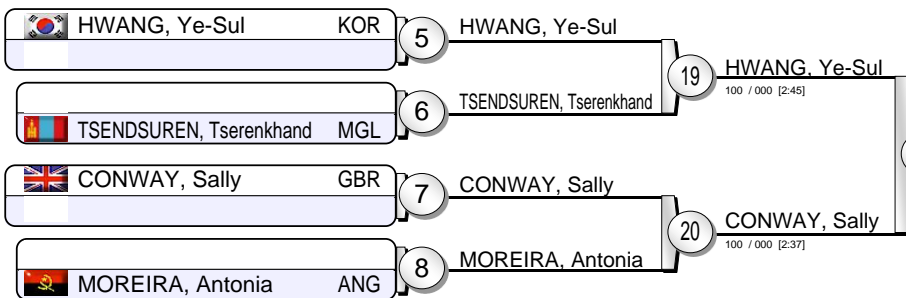 HWANG, Ye-Sul KOR
5
HWANG, Ye-Sul
TSENDSUREN, Tserenkhand MGL
6
TSENDSUREN, Tserenkhand
19
HWANG, Ye-Sul
100 / 000 [2:45]
CONWAY, Sally GBR
7
CONWAY, Sally
MOREIRA, Antonia ANG
8
MOREIRA, Antonia
20
CONWAY, Sally
100 / 000 [2:37]